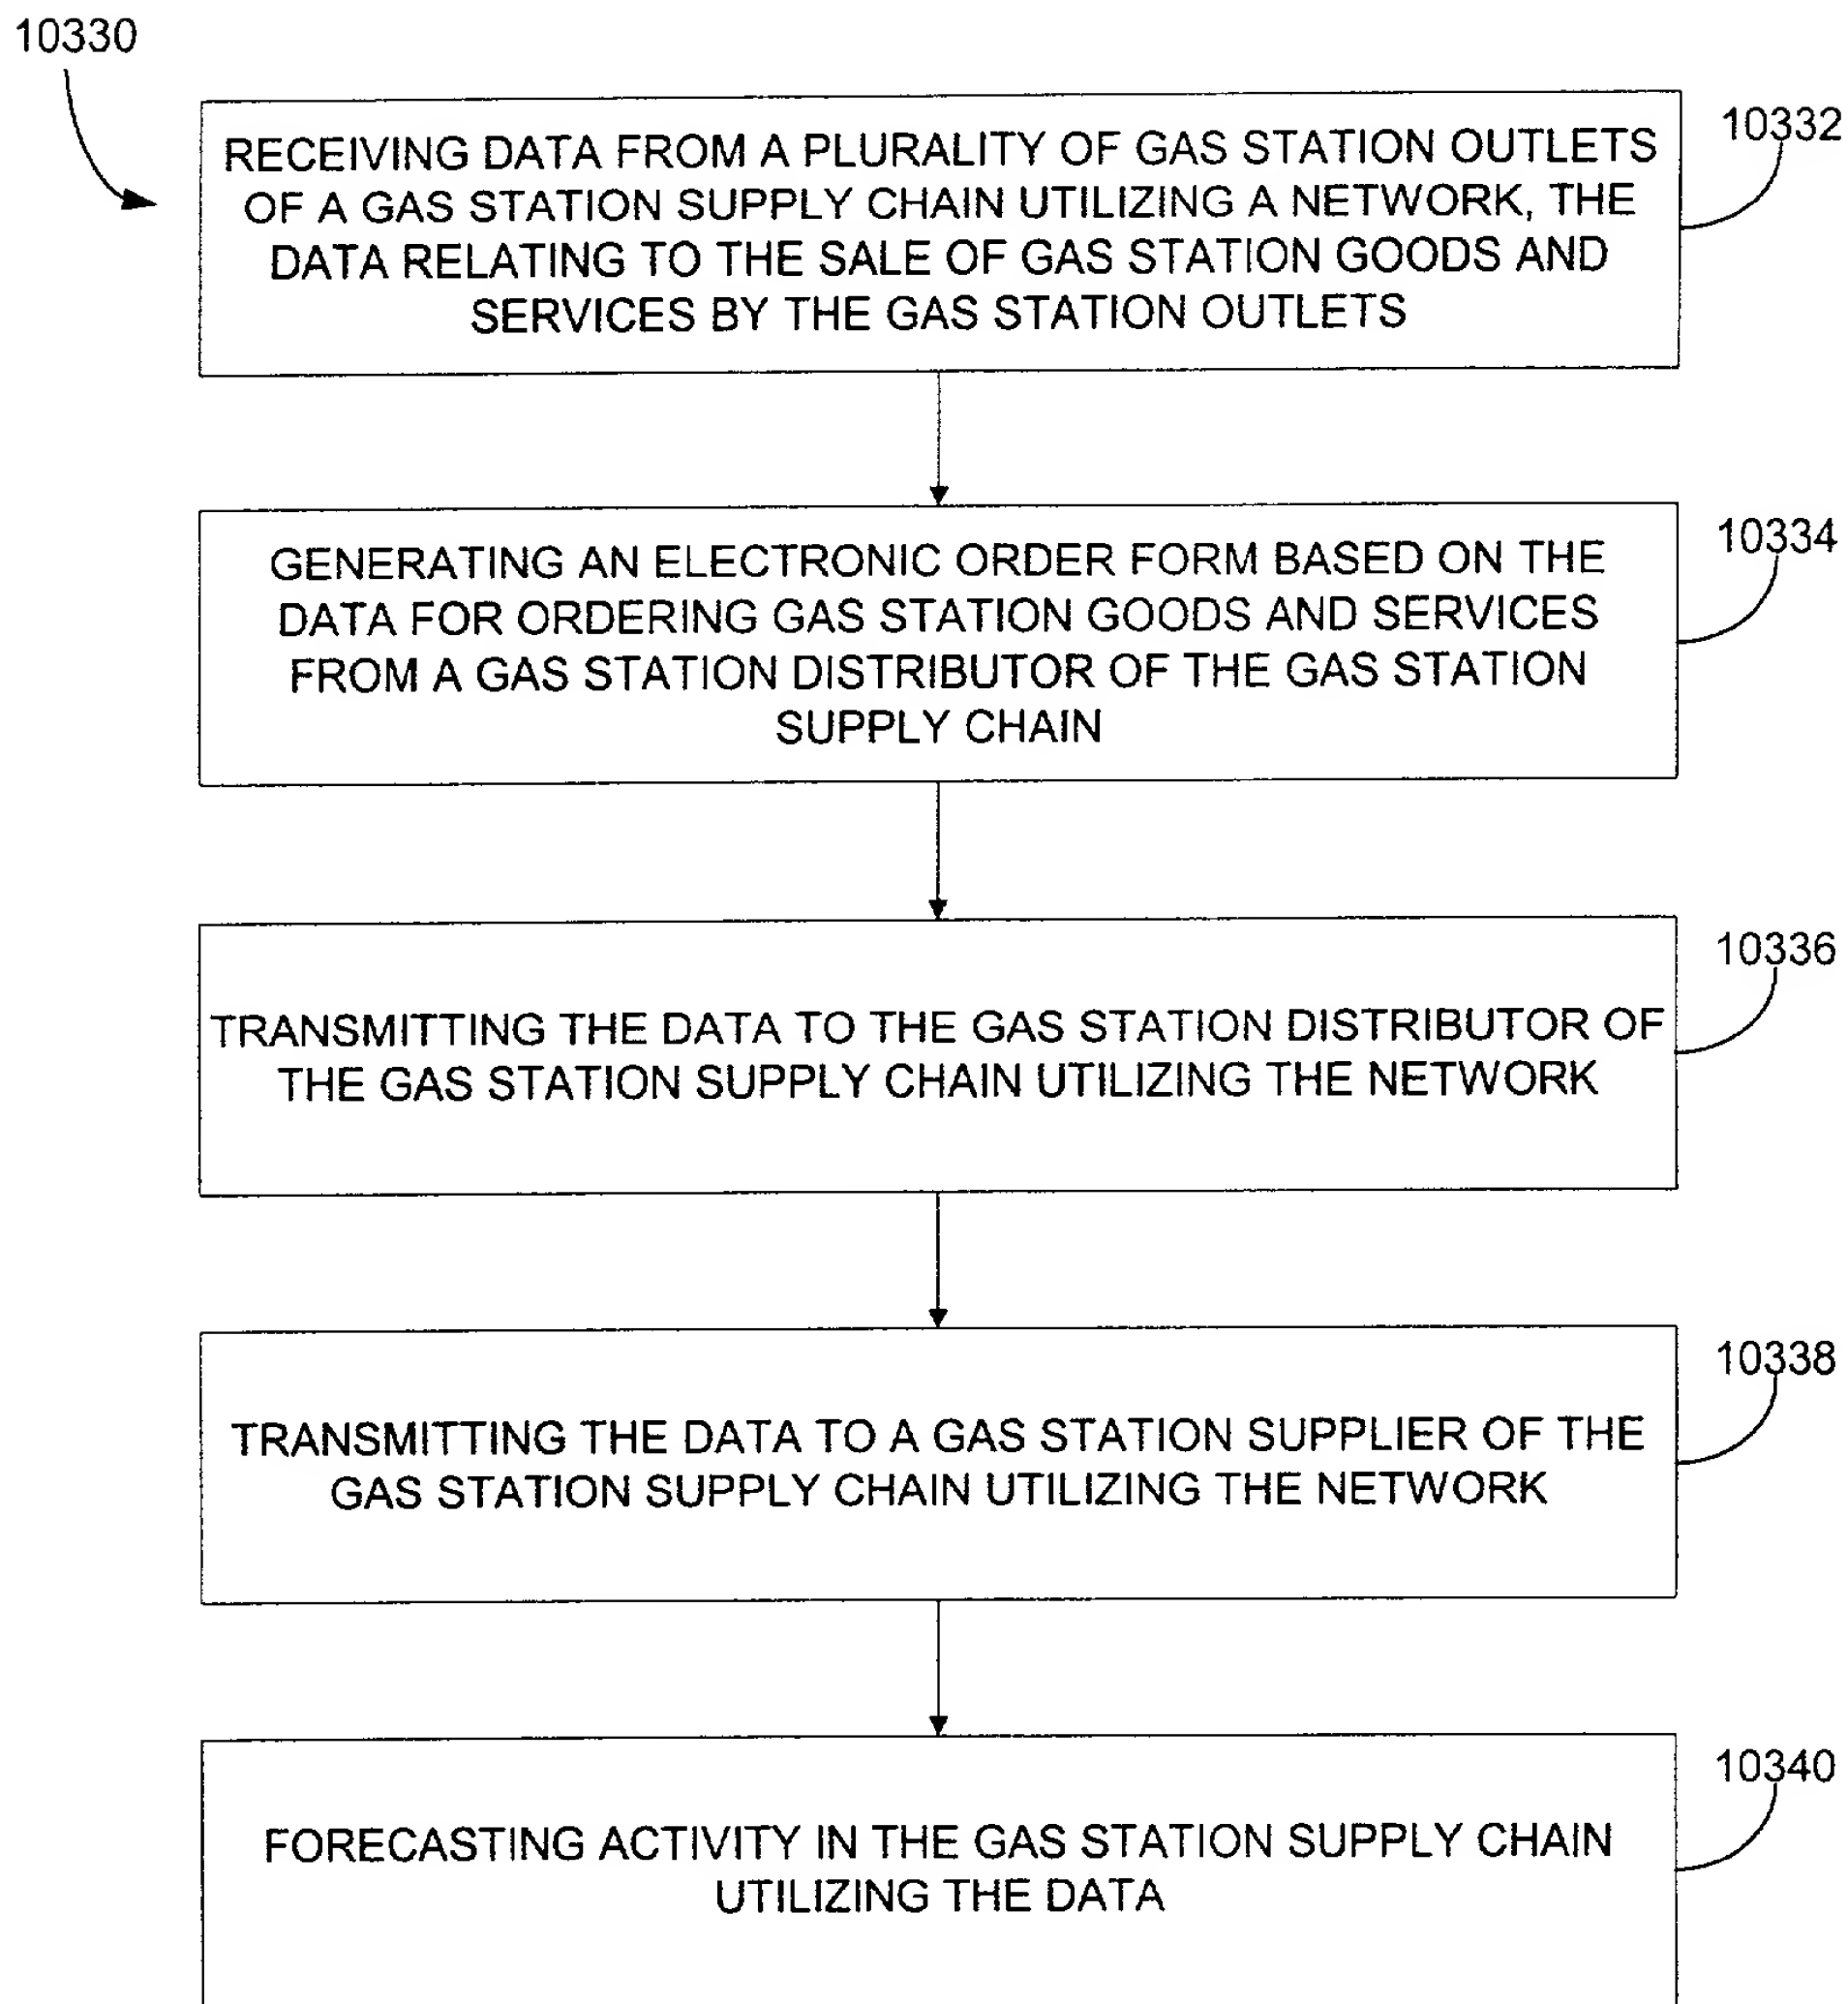 10330
10332
RECEIVING DATA FROM A PLURALITY OF GAS STATION OUTLETS
OF A GAS STATION SUPPLY CHAIN UTILIZING A NETWORK, THE
DATA RELATING TO THE SALE OF GAS STATION GOODS AND
SERVICES BY THE GAS STATION OUTLETS
10334
GENERATING AN ELECTRONIC ORDER FORM BASED ON THE
DATA FOR ORDERING GAS STATION GOODS AND SERVICES
FROM A GAS STATION DISTRIBUTOR OF THE GAS STATION
SUPPLY CHAIN
10336
TRANSMITTING THE DATA TO THE GAS STATION DISTRIBUTOR OF
THE GAS STATION SUPPLY CHAIN UTILIZING THE NETWORK
10338
TRANSMITTING THE DATA TO A GAS STATION SUPPLIER OF THE
GAS STATION SUPPLY CHAIN UTILIZING THE NETWORK
10340
FORECASTING ACTIVITY IN THE GAS STATION SUPPLY CHAIN
UTILIZING THE DATA